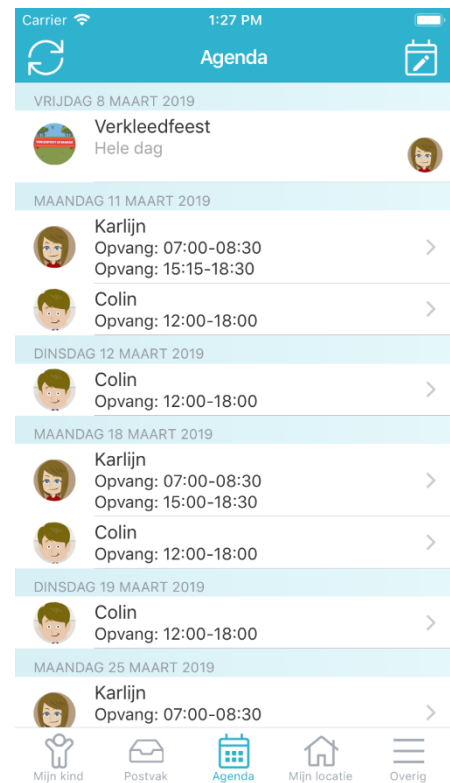 Carrier 1:27 PM
Agenda
VRIJDAG 8 MAART 2019
Verkleedfeest
Hele dag
MAANDAG 11 MAART 2019
Karlijn
Opvang: 07:00-08:30
Opvang: 15:15-18:30
Colin
Opvang: 12:00-18:00
DINSDAG 12 MAART 2019
Colin
Opvang: 12:00-18:00
MAANDAG 18 MAART 2019
Karlijn
Opvang: 07:00-08:30
Opvang: 15:00-18:30
Colin
Opvang: 12:00-18:00
DINSDAG 19 MAART 2019
Colin
Opvang: 12:00-18:00
MAANDAG 25 MAART 2019
Karlijn
Opvang: 07:00-08:30
Mijn kind Postvak Agenda Mijn locatie Overig